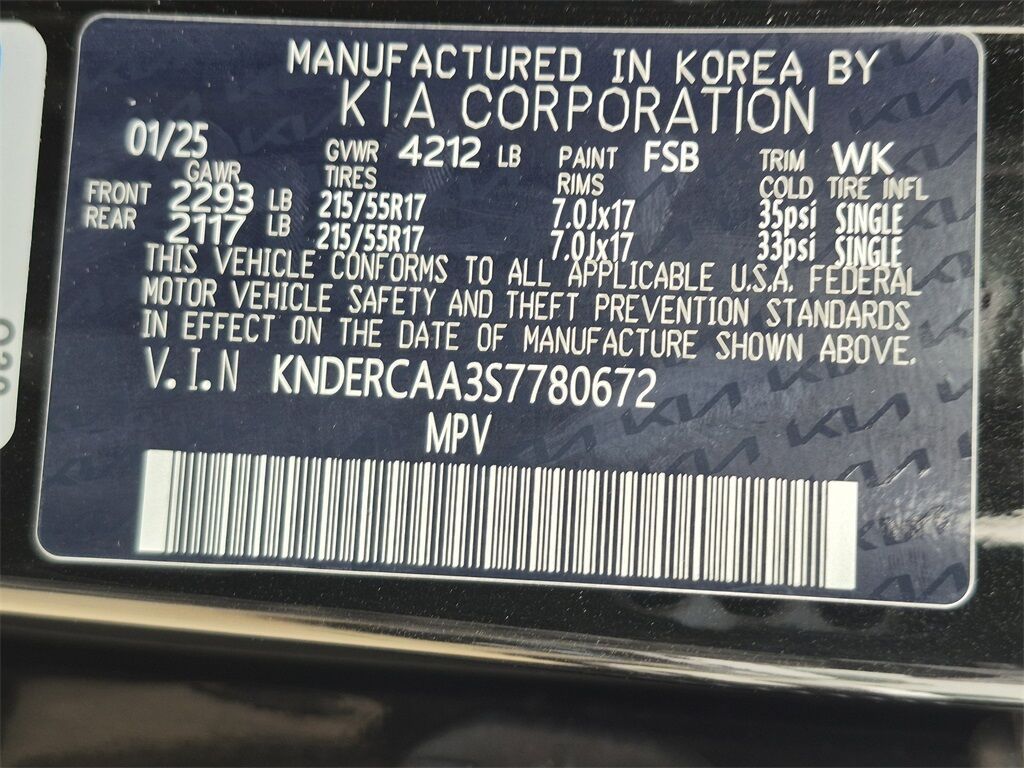 MANUFACTURED IN KOREA BY
KIA CORPORATION
01/25 GVWR 4212 LB PAINT FSB TRIM WK
GAWR TIRES RIMS COLD TIRE INFL
FRONT 2293 LB 215/55R17 7.0Jx17 35psi SINGLE
REAR 2117 LB 215/55R17 7.0Jx17 33psi SINGLE
THIS VEHICLE CONFORMS TO ALL APPLICABLE U.S.A. FEDERAL
MOTOR VEHICLE SAFETY AND THEFT PREVENTION STANDARDS
IN EFFECT ON THE DATE OF MANUFACTURE SHOWN ABOVE.
V.I.N KNDERCAA3S7780672
MPV